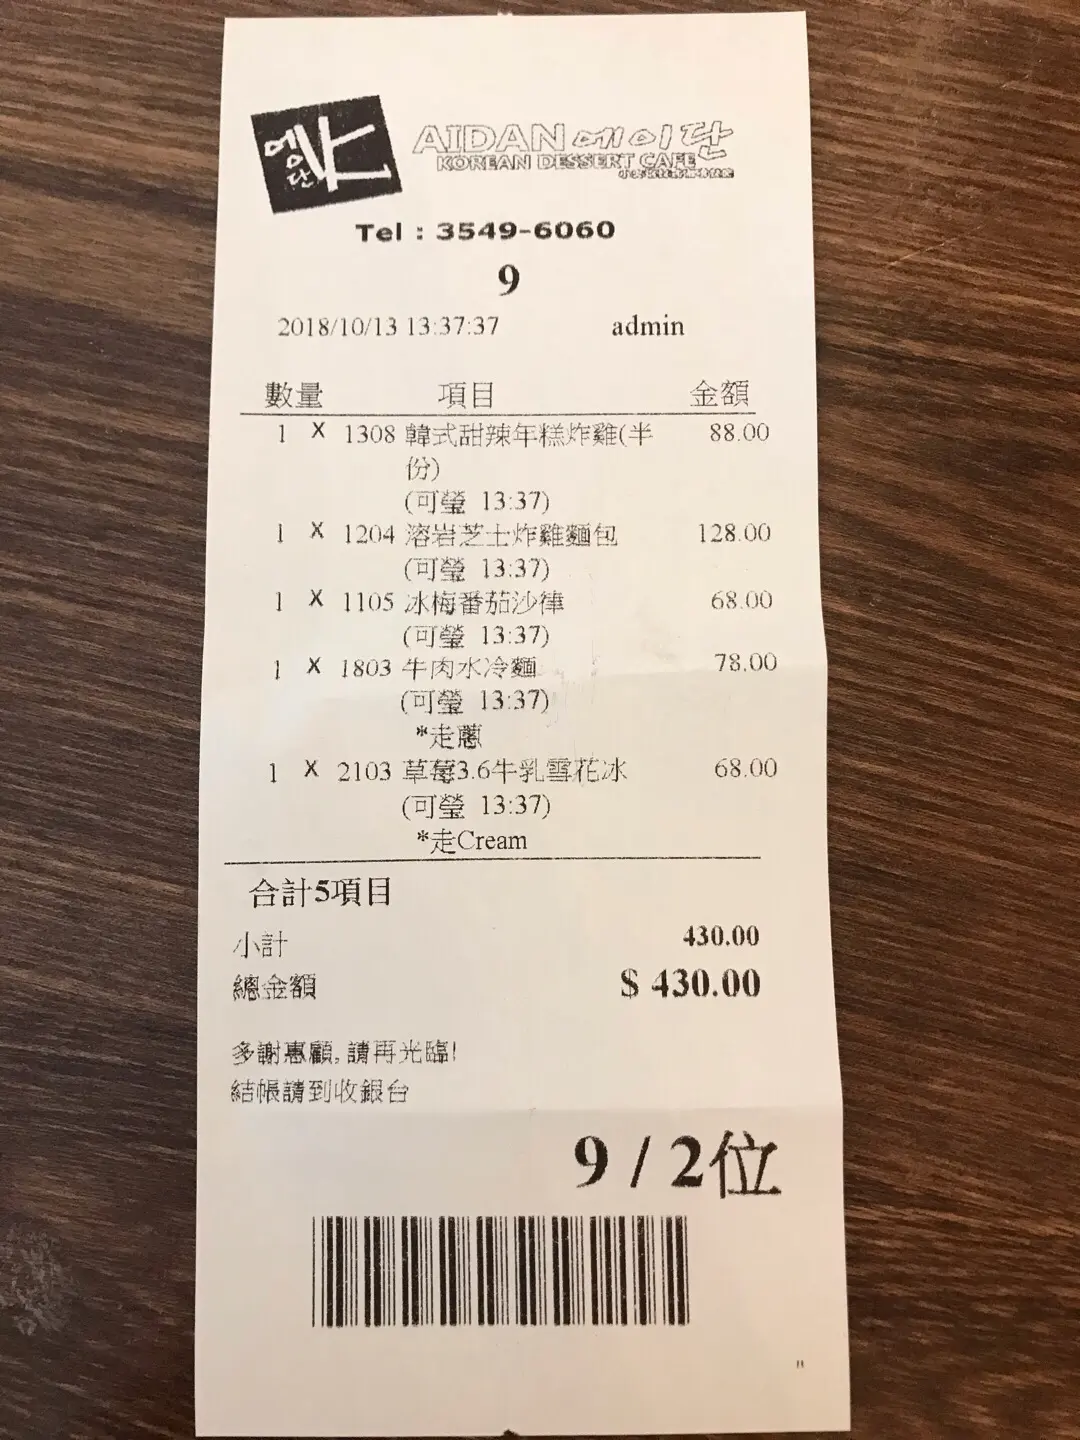 에이단 K
AIDAN 에이단
KOREAN DESSERT CAFE
Tel : 3549-6060
9
2018/10/13 13:37:37 admin
數量 項目 金額
1 X 1308 韓式甜辣年糕炸雞(半 88.00
份)
(可瑩 13:37)
1 X 1204 溶岩芝士炸雞麵包 128.00
(可瑩 13:37)
1 X 1105 冰梅番茄沙律 68.00
(可瑩 13:37)
1 X 1803 牛肉水冷麵 78.00
(可瑩 13:37)
*走蔥
1 X 2103 草莓3.6牛乳雪花冰 68.00
(可瑩 13:37)
*走Cream
合計5項目
小計 430.00
總金額 $ 430.00
多謝惠顧, 請再光臨!
結帳請到收銀台
9 / 2位